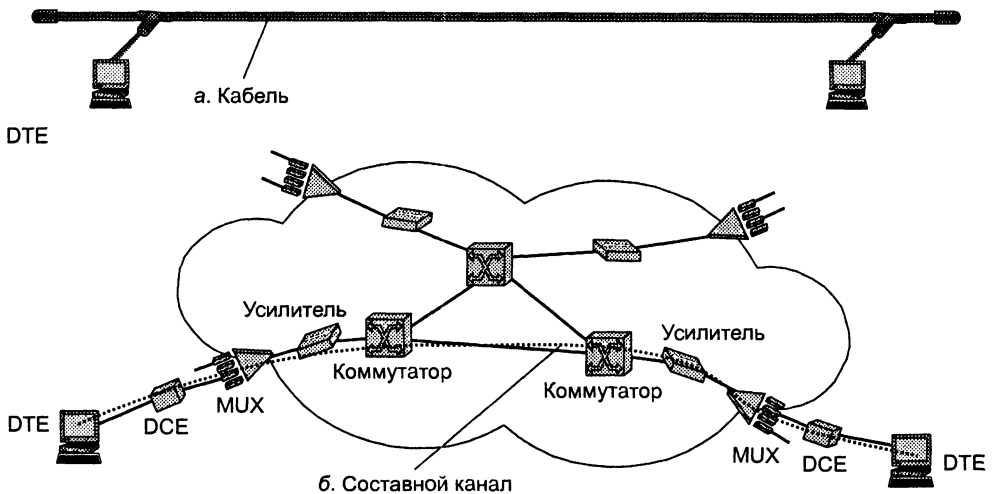 а. Кабель
DTE
Усилитель
Усилитель
Коммутатор
Коммутатор
MUX
DCE
DTE
MUX
DCE
DTE
б. Составной канал